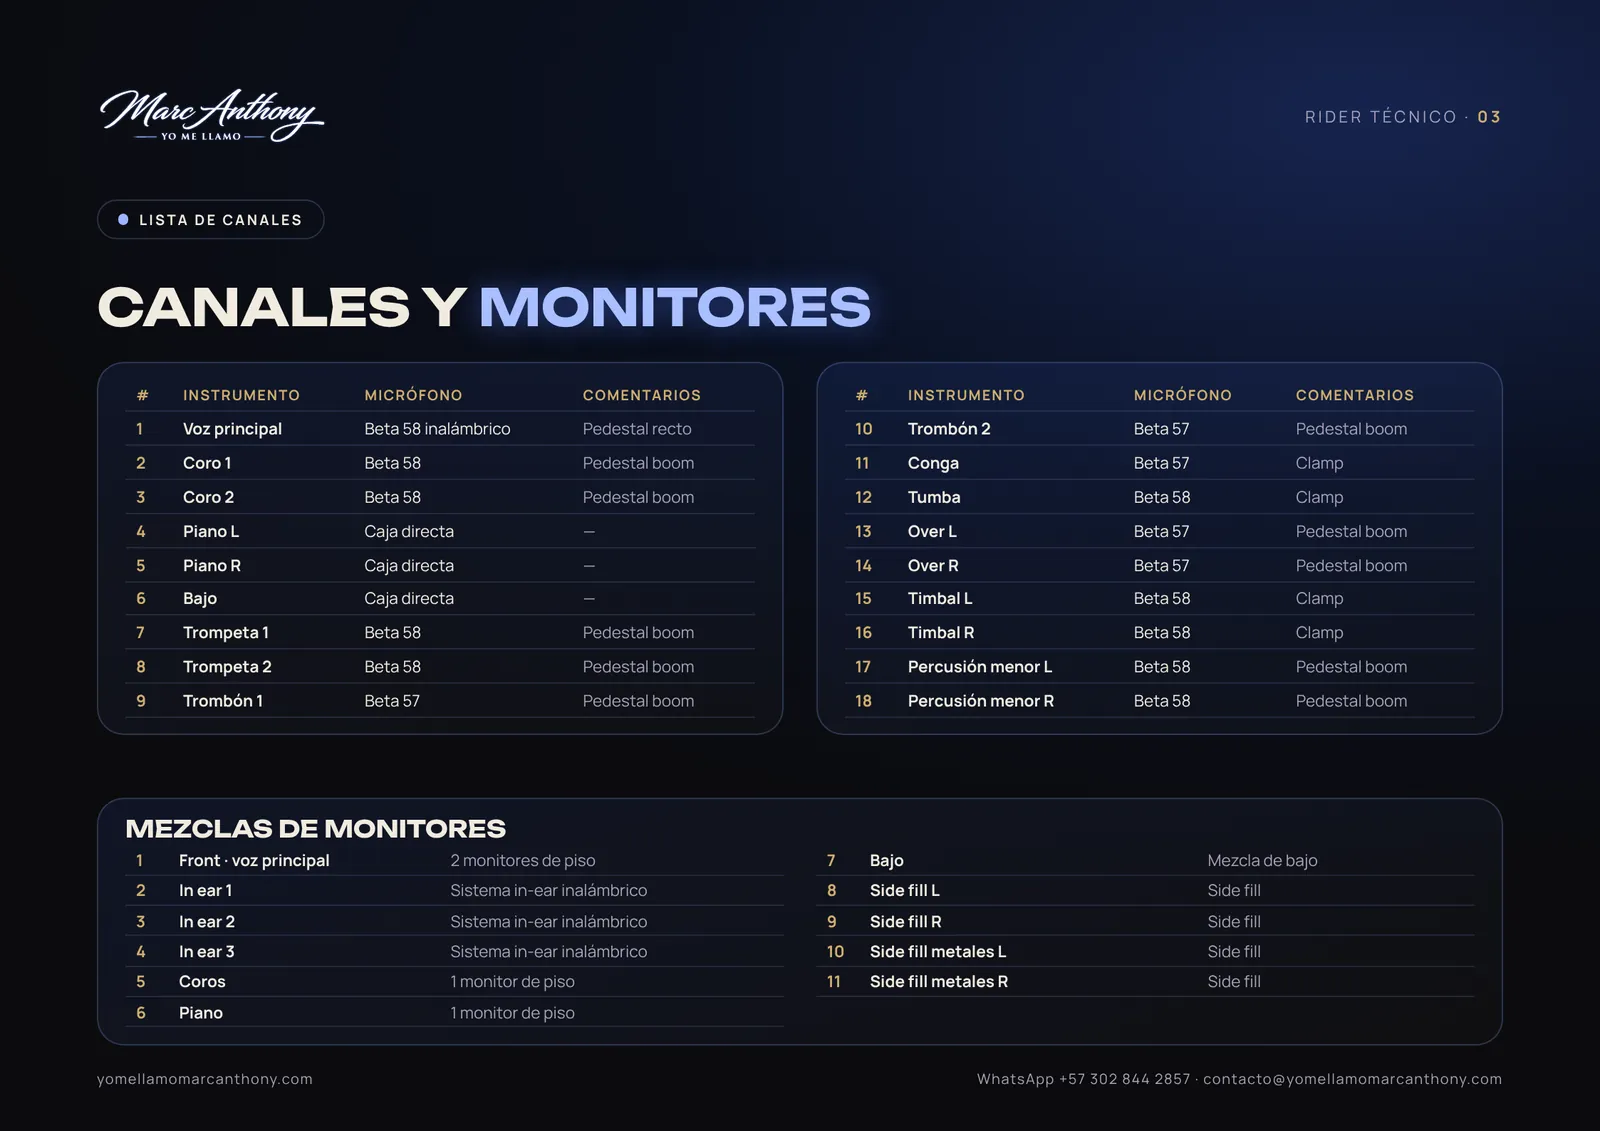 Marc Anthony
YO ME LLAMO
RIDER TÉCNICO · 03
LISTA DE CANALES
CANALES Y MONITORES
# INSTRUMENTO MICRÓFONO COMENTARIOS
1 Voz principal Beta 58 inalámbrico Pedestal recto
2 Coro 1 Beta 58 Pedestal boom
3 Coro 2 Beta 58 Pedestal boom
4 Piano L Caja directa —
5 Piano R Caja directa —
6 Bajo Caja directa —
7 Trompeta 1 Beta 58 Pedestal boom
8 Trompeta 2 Beta 58 Pedestal boom
9 Trombón 1 Beta 57 Pedestal boom
# INSTRUMENTO MICRÓFONO COMENTARIOS
10 Trombón 2 Beta 57 Pedestal boom
11 Conga Beta 57 Clamp
12 Tumba Beta 58 Clamp
13 Over L Beta 57 Pedestal boom
14 Over R Beta 57 Pedestal boom
15 Timbal L Beta 58 Clamp
16 Timbal R Beta 58 Clamp
17 Percusión menor L Beta 58 Pedestal boom
18 Percusión menor R Beta 58 Pedestal boom
MEZCLAS DE MONITORES
1 Front · voz principal 2 monitores de piso
2 In ear 1 Sistema in-ear inalámbrico
3 In ear 2 Sistema in-ear inalámbrico
4 In ear 3 Sistema in-ear inalámbrico
5 Coros 1 monitor de piso
6 Piano 1 monitor de piso
7 Bajo Mezcla de bajo
8 Side fill L Side fill
9 Side fill R Side fill
10 Side fill metales L Side fill
11 Side fill metales R Side fill
yomellamomarcanthony.com
WhatsApp +57 302 844 2857 · contacto@yomellamomarcanthony.com